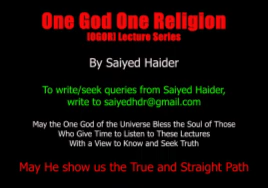 One God One Religion
[OGOR] Lecture Series
By Saiyed Haider
To write/seek queries from Saiyed Haider,
write to saiyedhdr@gmail.com
May the One God of the Universe Bless the Soul of Those
Who Give Time to Listen to These Lectures
With a View to Know and Seek Truth
May He show us the True and Straight Path